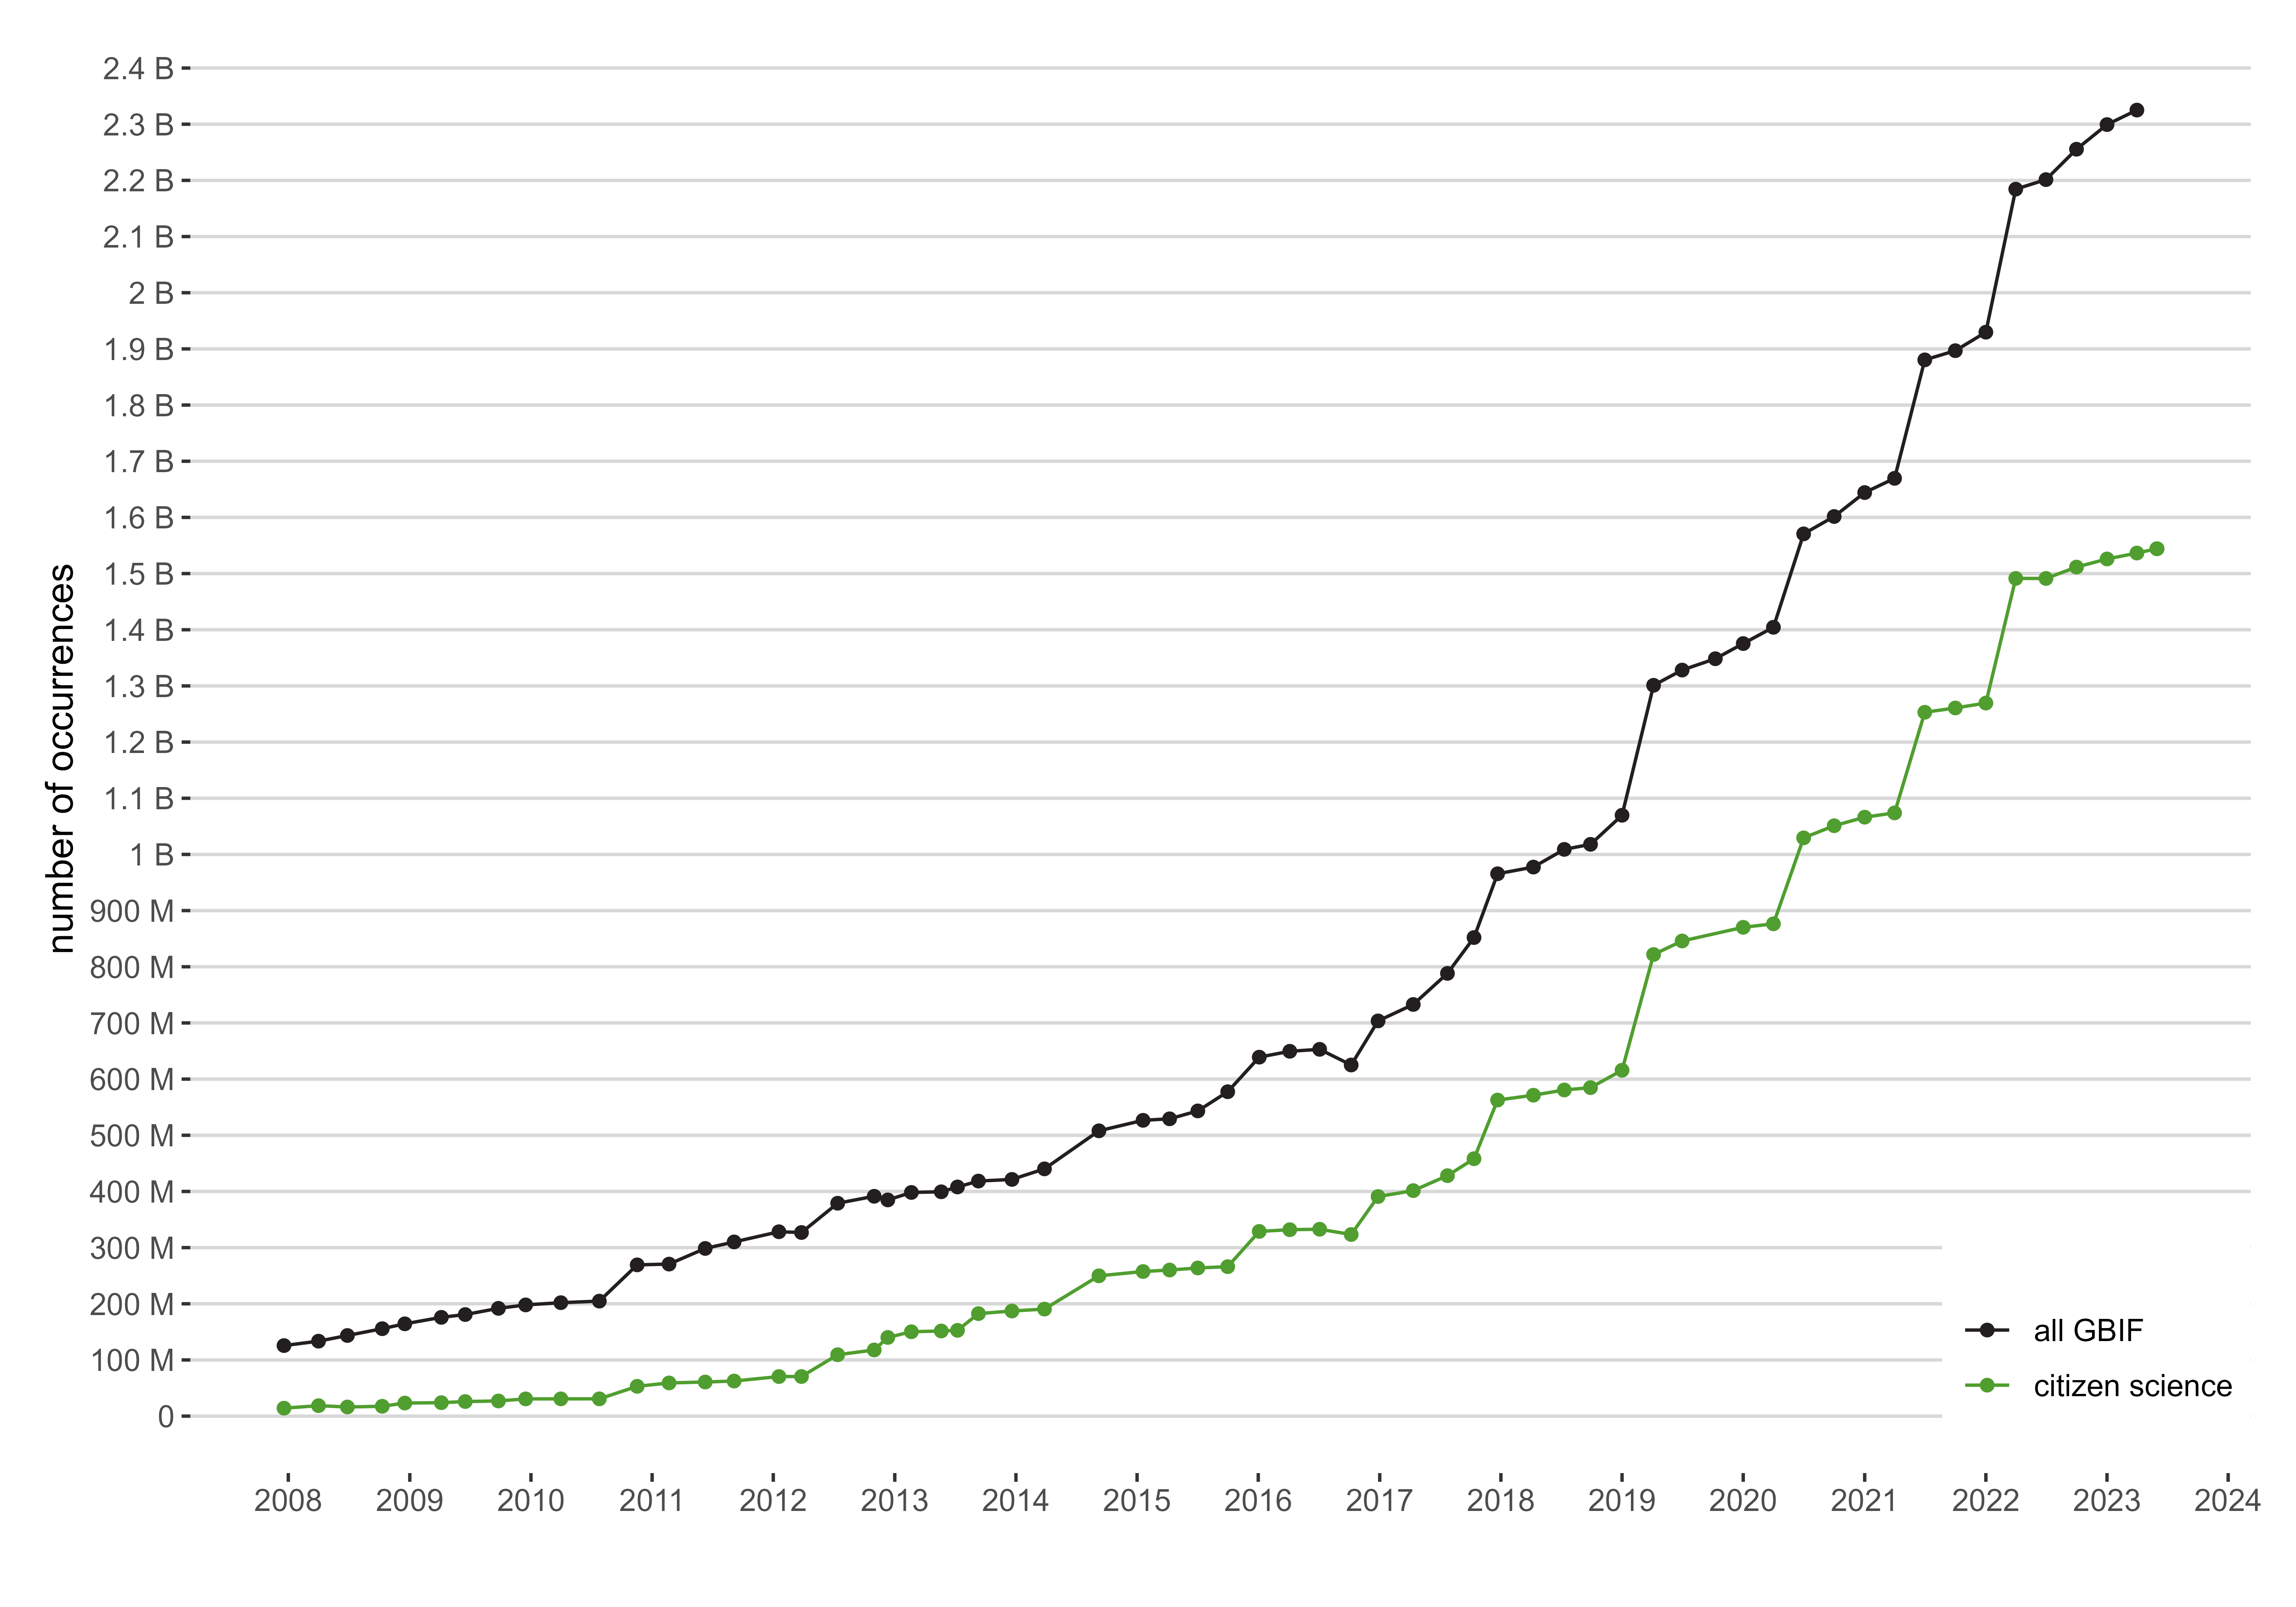 2.4 B
2.3 B
2.2 B
2.1 B
2 B
1.9 B
1.8 B
1.7 B
1.6 B
1.5 B
1.4 B
1.3 B
1.2 B
1.1 B
1 B
900 M
800 M
700 M
600 M
500 M
400 M
300 M
200 M
100 M
0
number of occurrences
2008 2009 2010 2011 2012 2013 2014 2015 2016 2017 2018 2019 2020 2021 2022 2023 2024
all GBIF
citizen science